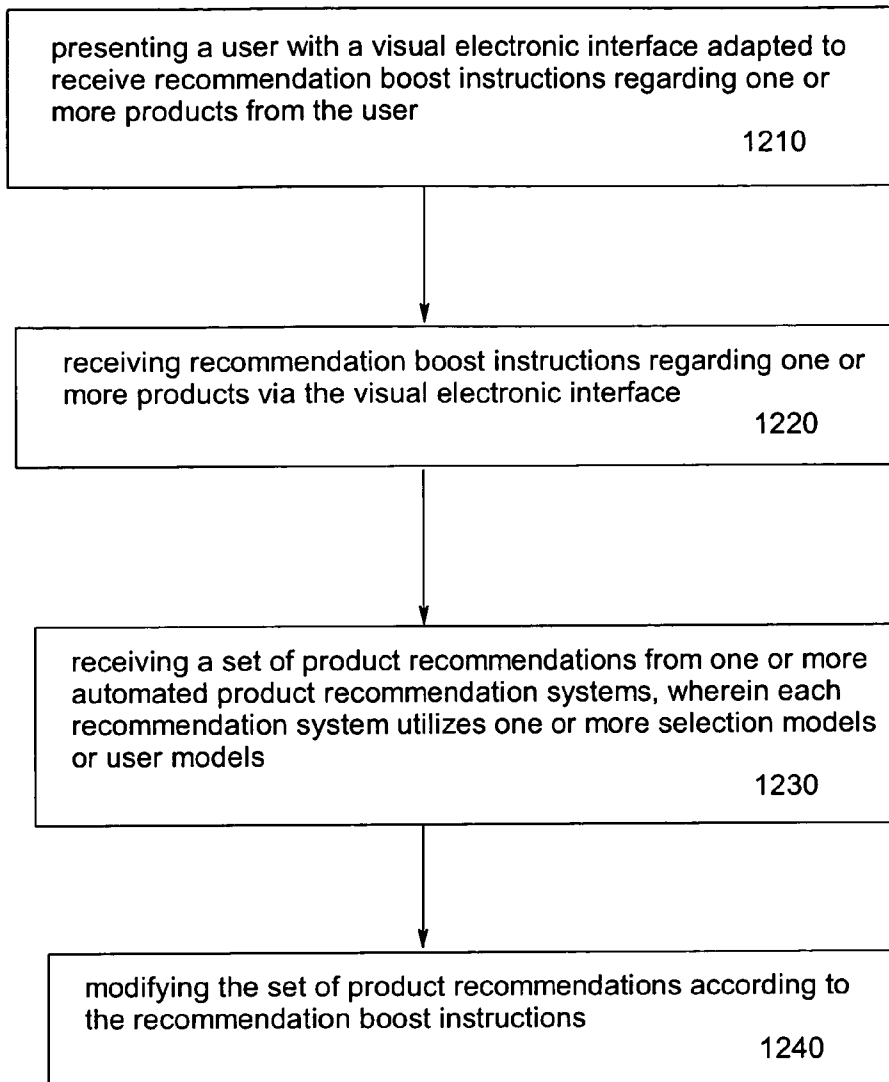 presenting a user with a visual electronic interface adapted to
receive recommendation boost instructions regarding one or
more products from the user
1210
receiving recommendation boost instructions regarding one or
more products via the visual electronic interface
1220
receiving a set of product recommendations from one or more
automated product recommendation systems, wherein each
recommendation system utilizes one or more selection models
or user models
1230
modifying the set of product recommendations according to
the recommendation boost instructions
1240